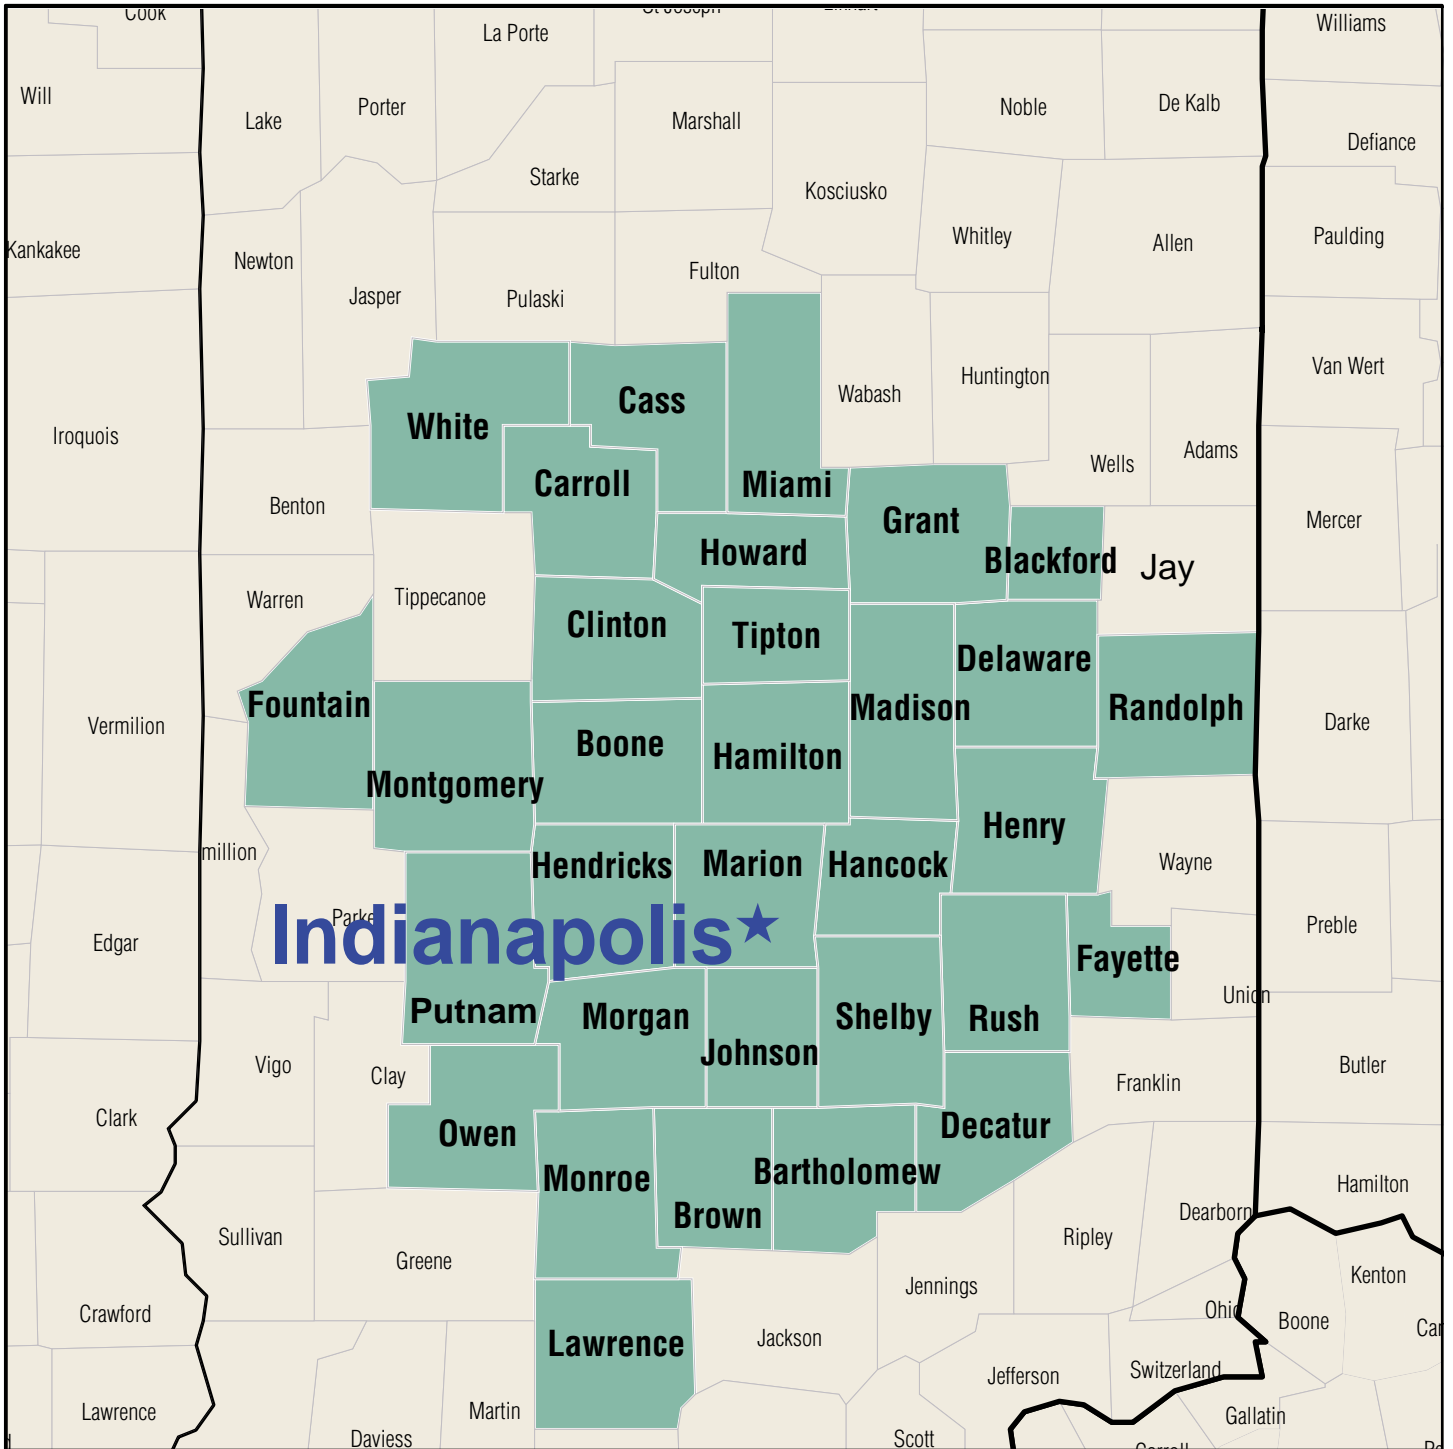 Cook
La Porte
St Joseph
Elkhart
Williams
Will
Lake
Porter
Marshall
Noble
De Kalb
Defiance
Starke
Kosciusko
Kankakee
Newton
Jasper
Pulaski
Fulton
Whitley
Allen
Paulding
Iroquois
White
Cass
Wabash
Huntington
Van Wert
Benton
Carroll
Miami
Grant
Wells
Adams
Mercer
Warren
Tippecanoe
Howard
Blackford
Jay
Clinton
Tipton
Delaware
Vermilion
Fountain
Boone
Hamilton
Madison
Randolph
Darke
Montgomery
Henry
million
Hendricks
Marion
Hancock
Wayne
Edgar
Parke
Indianapolis
Fayette
Preble
Union
Putnam
Morgan
Johnson
Shelby
Rush
Vigo
Clay
Franklin
Butler
Clark
Owen
Monroe
Brown
Bartholomew
Decatur
Sullivan
Greene
Ripley
Dearborn
Hamilton
Crawford
Lawrence
Jackson
Jennings
Ohio
Boone
Kenton
Lawrence
Martin
Jefferson
Switzerland
Daviess
Scott
Carroll
Gallatin